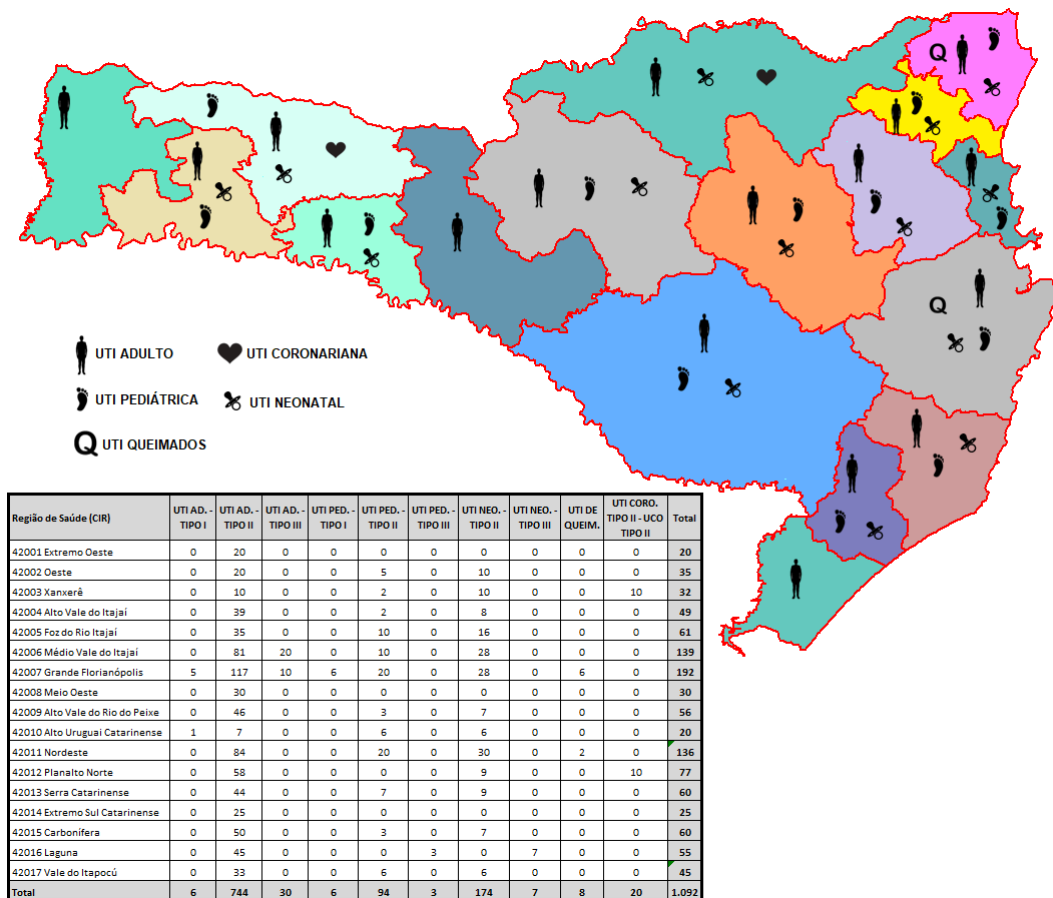 Q
Q
UTI ADULTO
UTI CORONARIANA
UTI PEDIÁTRICA
UTI NEONATAL
Q UTI QUEIMADOS
Região de Saúde (CIR) UTI AD. - TIPO I UTI AD. - TIPO II UTI AD. - TIPO III UTI PED. - TIPO I UTI PED. - TIPO II UTI PED. - TIPO III UTI NEO. - TIPO II UTI NEO. - TIPO III UTI DE QUEIM. UTI CORO. TIPO II - UCO TIPO II Total
42001 Extremo Oeste 0 20 0 0 0 0 0 0 0 0 20
42002 Oeste 0 20 0 0 5 0 10 0 0 0 35
42003 Xanxerê 0 10 0 0 2 0 10 0 0 10 32
42004 Alto Vale do Itajaí 0 39 0 0 2 0 8 0 0 0 49
42005 Foz do Rio Itajaí 0 35 0 0 10 0 16 0 0 0 61
42006 Médio Vale do Itajaí 0 81 20 0 10 0 28 0 0 0 139
42007 Grande Florianópolis 5 117 10 6 20 0 28 0 6 0 192
42008 Meio Oeste 0 30 0 0 0 0 0 0 0 0 30
42009 Alto Vale do Rio do Peixe 0 46 0 0 3 0 7 0 0 0 56
42010 Alto Uruguai Catarinense 1 7 0 0 6 0 6 0 0 0 20
42011 Nordeste 0 84 0 0 20 0 30 0 2 0 136
42012 Planalto Norte 0 58 0 0 0 0 9 0 0 10 77
42013 Serra Catarinense 0 44 0 0 7 0 9 0 0 0 60
42014 Extremo Sul Catarinense 0 25 0 0 0 0 0 0 0 0 25
42015 Carbonífera 0 50 0 0 3 0 7 0 0 0 60
42016 Laguna 0 45 0 0 0 3 0 7 0 0 55
42017 Vale do Itapocú 0 33 0 0 6 0 6 0 0 0 45
Total 6 744 30 6 94 3 174 7 8 20 1.092